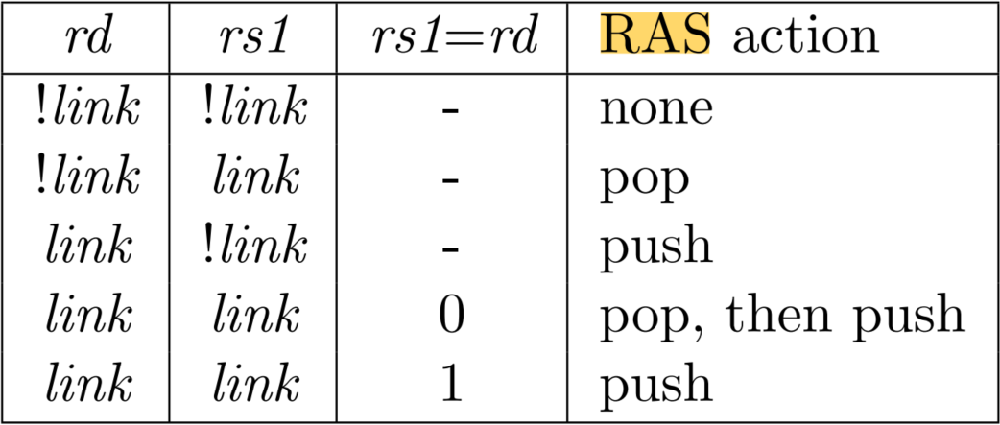 rd rs1 rs1=rd RAS action
!link !link - none
!link link - pop
link !link - push
link link 0 pop, then push
link link 1 push